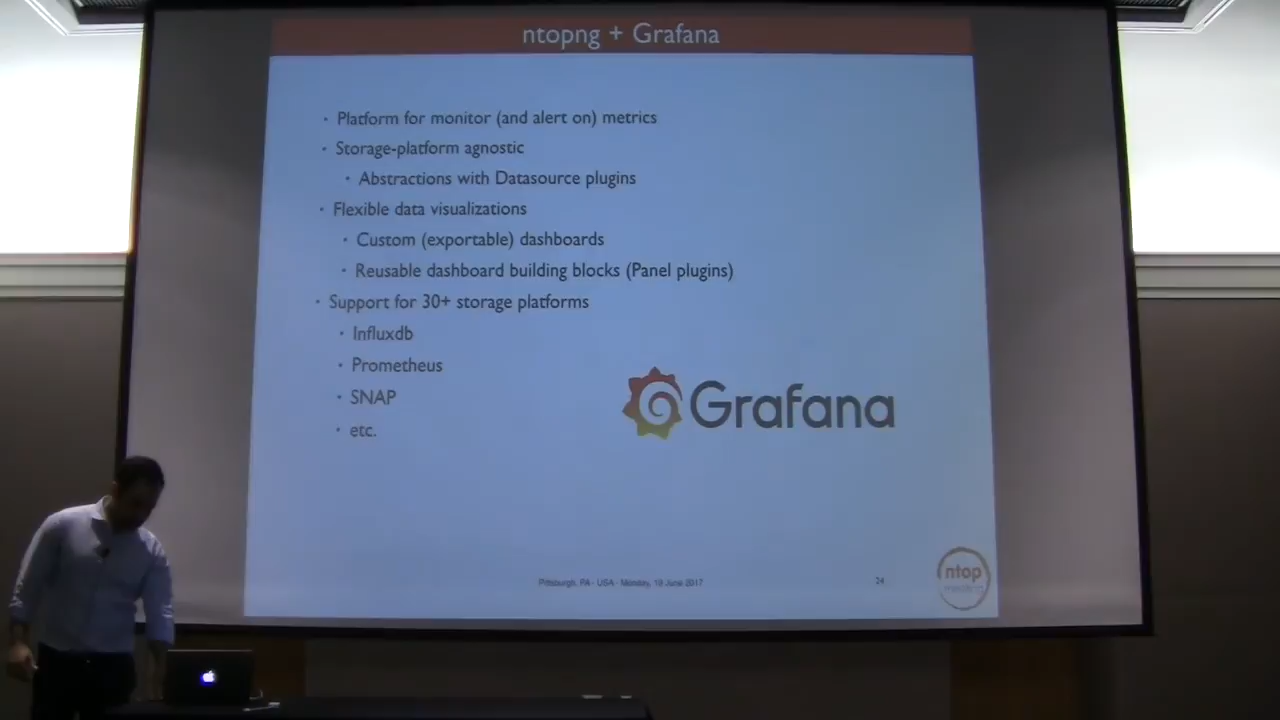 ntopng + Grafana
· Platform for monitor (and alert on) metrics
· Storage-platform agnostic
· Abstractions with Datasource plugins
· Flexible data visualizations
· Custom (exportable) dashboards
· Reusable dashboard building blocks (Panel plugins)
· Support for 30+ storage platforms
· Influxdb
· Prometheus
· SNAP
· etc.
Grafana
Pittsburgh, PA - USA - Monday, 19 June 2017
24
ntop